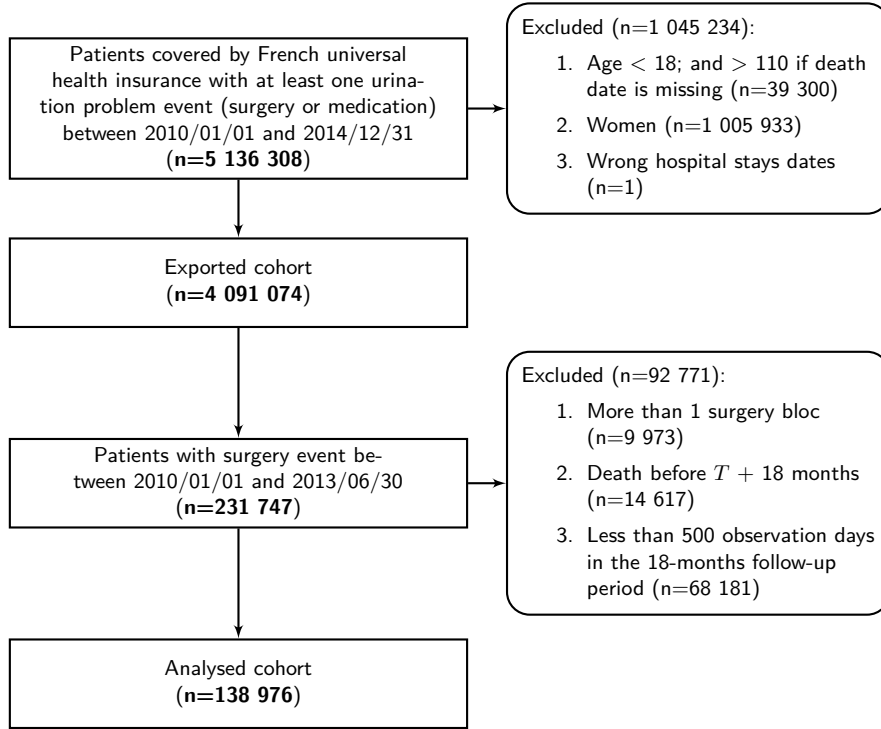 Patients covered by French universal
health insurance with at least one urin-
ation problem event (surgery or medication)
between 2010/01/01 and 2014/12/31
(n=5 136 308)
Excluded (n=1 045 234):
1. Age < 18; and > 110 if death
date is missing (n=39 300)
2. Women (n=1 005 933)
3. Wrong hospital stays dates
(n=1)
Exported cohort
(n=4 091 074)
Patients with surgery event be-
tween 2010/01/01 and 2013/06/30
(n=231 747)
Excluded (n=92 771):
1. More than 1 surgery bloc
(n=9 973)
2. Death before T + 18 months
(n=14 617)
3. Less than 500 observation days
in the 18-months follow-up
period (n=68 181)
Analysed cohort
(n=138 976)